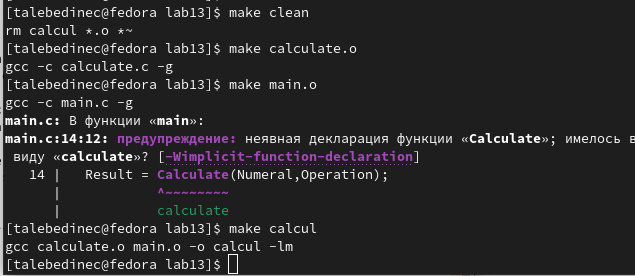 [talebedinec@fedora lab13]$ make clean
rm calcul *.o *~
[talebedinec@fedora lab13]$ make calculate.o
gcc -c calculate.c -g
[talebedinec@fedora lab13]$ make main.o
gcc -c main.c -g
main.c: В функции «main»:
main.c:14:12: предупреждение: неявная декларация функции «Calculate»; имелось в
виду «calculate»? [-Wimplicit-function-declaration]
14 |   Result = Calculate(Numeral,Operation);
|            ^~~~~~~~~
|            calculate
[talebedinec@fedora lab13]$ make calcul
gcc calculate.o main.o -o calcul -lm
[talebedinec@fedora lab13]$